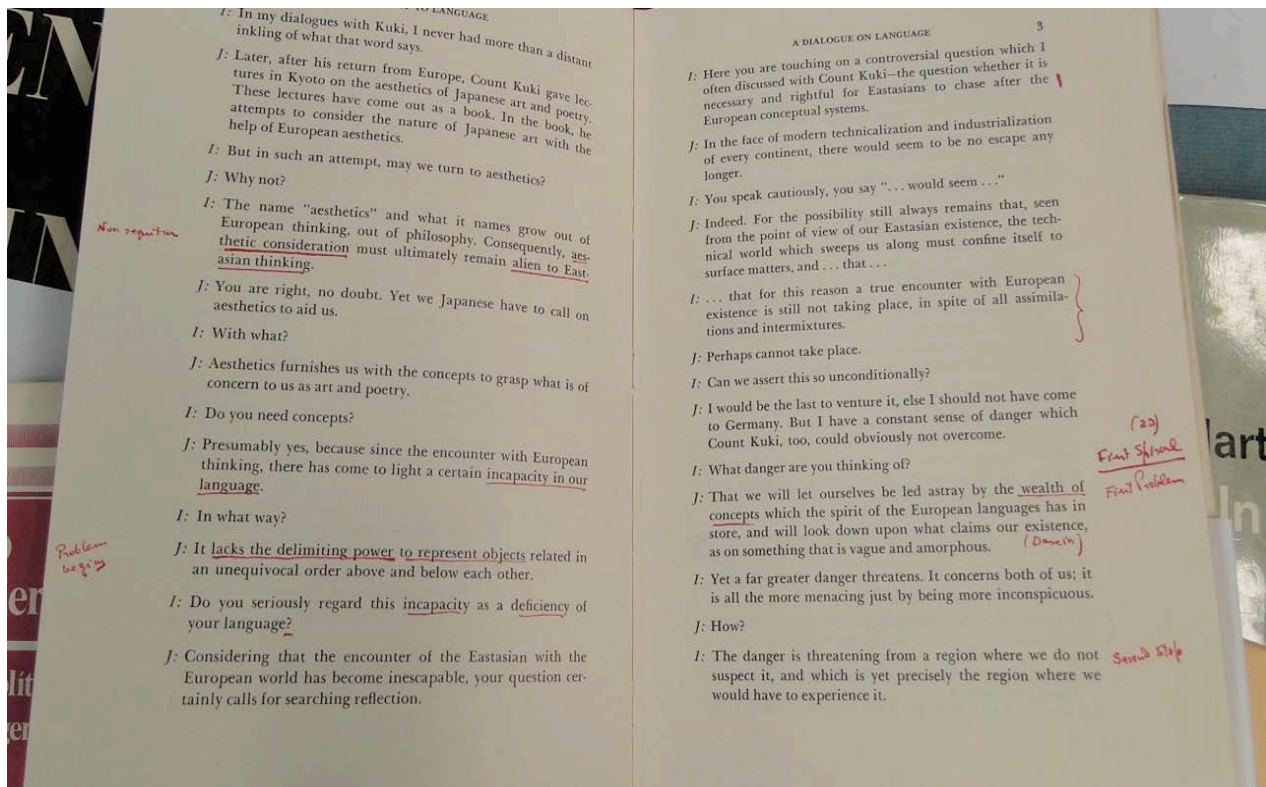 TO LANGUAGE
I: In my dialogues with Kuki, I never had more than a distant
inkling of what that word says.
J: Later, after his return from Europe, Count Kuki gave lec-
tures in Kyoto on the aesthetics of Japanese art and poetry.
These lectures have come out as a book. In the book, he
attempts to consider the nature of Japanese art with the
help of European aesthetics.
I: But in such an attempt, may we turn to aesthetics?
J: Why not?
I: The name "aesthetics" and what it names grow out of
European thinking, out of philosophy. Consequently, aes-
thetic consideration must ultimately remain alien to East-
asian thinking.
Non sequitur
J: You are right, no doubt. Yet we Japanese have to call on
aesthetics to aid us.
I: With what?
J: Aesthetics furnishes us with the concepts to grasp what is of
concern to us as art and poetry.
I: Do you need concepts?
J: Presumably yes, because since the encounter with European
thinking, there has come to light a certain incapacity in our
language.
I: In what way?
Problem
begins
J: It lacks the delimiting power to represent objects related in
an unequivocal order above and below each other.
I: Do you seriously regard this incapacity as a deficiency of
your language?
J: Considering that the encounter of the Eastasian with the
European world has become inescapable, your question cer-
tainly calls for searching reflection.
A DIALOGUE ON LANGUAGE
3
I: Here you are touching on a controversial question which I
often discussed with Count Kuki—the question whether it is
necessary and rightful for Eastasians to chase after the
European conceptual systems.
J: In the face of modern technicalization and industrialization
of every continent, there would seem to be no escape any
longer.
I: You speak cautiously, you say ". . . would seem . . ."
J: Indeed. For the possibility still always remains that, seen
from the point of view of our Eastasian existence, the tech-
nical world which sweeps us along must confine itself to
surface matters, and . . . that . . .
I: . . . that for this reason a true encounter with European
existence is still not taking place, in spite of all assimila-
tions and intermixtures.
J: Perhaps cannot take place.
I: Can we assert this so unconditionally?
J: I would be the last to venture it, else I should not have come
to Germany. But I have a constant sense of danger which
Count Kuki, too, could obviously not overcome.
I: What danger are you thinking of?
First Problem
J: That we will let ourselves be led astray by the wealth of
concepts which the spirit of the European languages has in
store, and will look down upon what claims our existence,
as on something that is vague and amorphous.
(Dasein)
I: Yet a far greater danger threatens. It concerns both of us; it
is all the more menacing just by being more inconspicuous.
J: How?
I: The danger is threatening from a region where we do not
suspect it, and which is yet precisely the region where we
would have to experience it.
Second Step
art
In